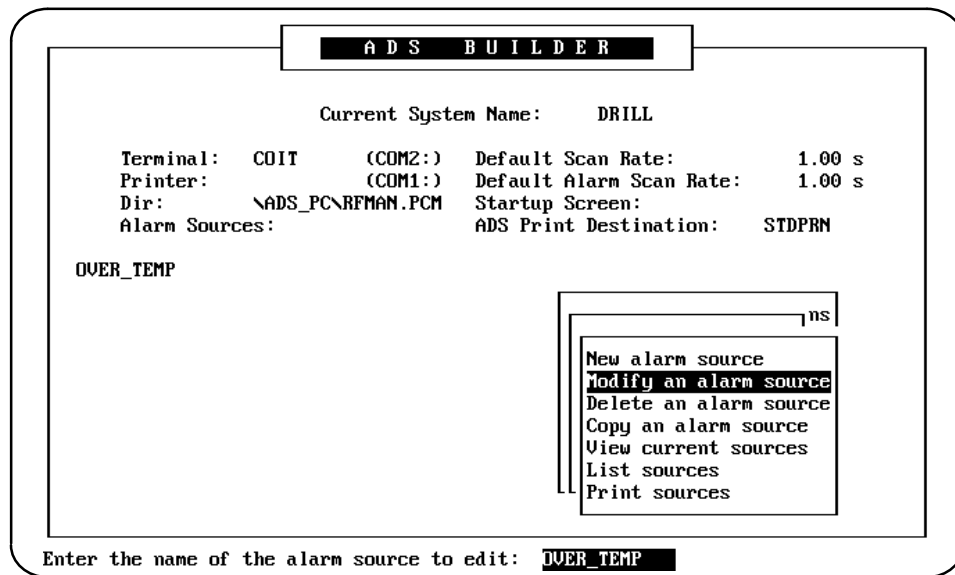 ADS BUILDER
Current System Name: DRILL
Terminal: COIT (COM2:) Default Scan Rate: 1.00 s
Printer: (COM1:) Default Alarm Scan Rate: 1.00 s
Dir: \ADS_PC\RFMAN.PCM Startup Screen:
Alarm Sources: ADS Print Destination: STDPRN
OVER_TEMP
ns
New alarm source
Modify an alarm source
Delete an alarm source
Copy an alarm source
View current sources
List sources
Print sources
Enter the name of the alarm source to edit: OVER_TEMP